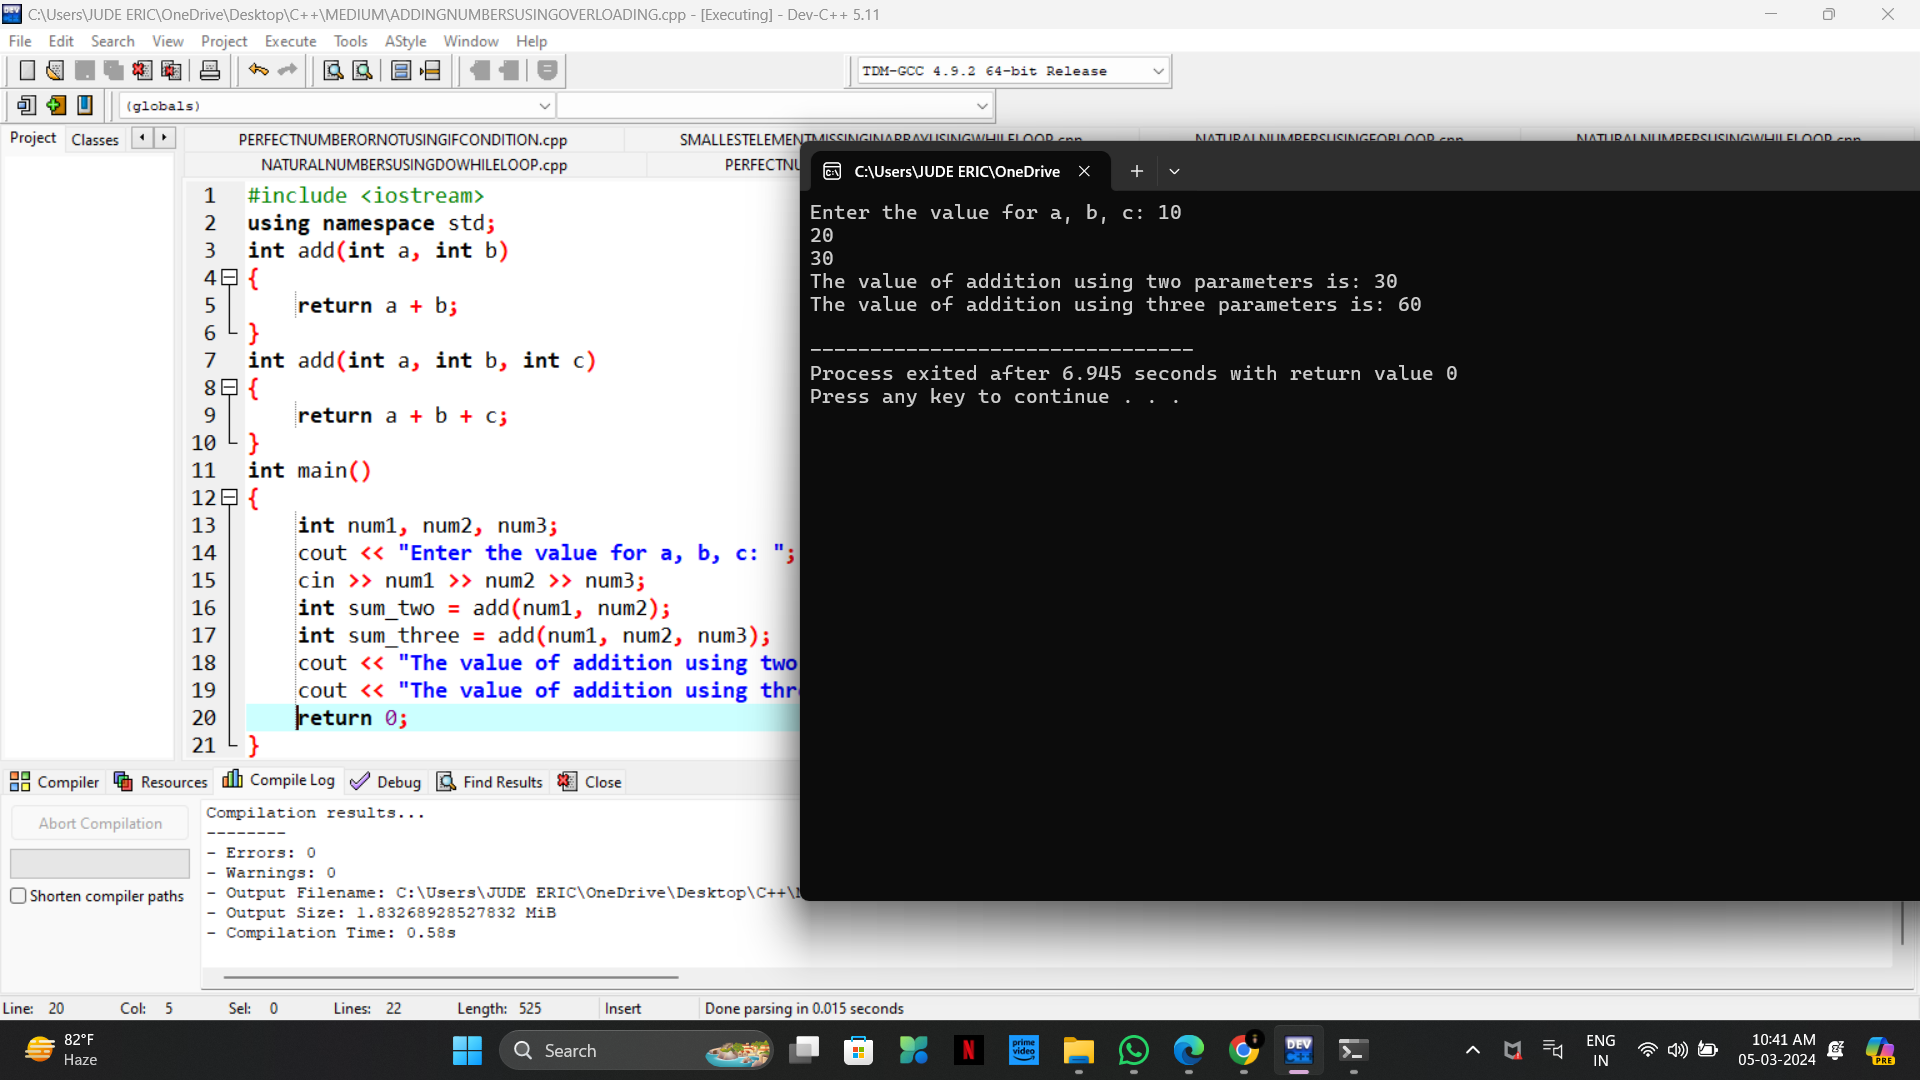 C:\Users\JUDE ERIC\OneDrive\Desktop\C++\MEDIUM\ADDINGNUMBERSUSINGOVERLOADING.cpp - [Executing] - Dev-C++ 5.11
File Edit Search View Project Execute Tools AStyle Window Help
TDM-GCC 4.9.2 64-bit Release
(globals)
Project Classes
PERFECTNUMBERORNOTUSINGIFCONDITION.cpp SMALLESTELEMENTMISSINGINARRAYUSINGWHILELOOP.cpp NATURALNUMBERSUSINGFORLOOP.cpp NATURALNUMBERSUSINGWHILELOOP.cpp
NATURALNUMBERSUSINGDOWHILELOOP.cpp
1 #include <iostream>
2 using namespace std;
3 int add(int a, int b)
4 {
5 return a + b;
6 }
7 int add(int a, int b, int c)
8 {
9 return a + b + c;
10 }
11 int main()
12 {
13 int num1, num2, num3;
14 cout << "Enter the value for a, b, c: ";
15 cin >> num1 >> num2 >> num3;
16 int sum_two = add(num1, num2);
17 int sum_three = add(num1, num2, num3);
18 cout << "The value of addition using two
19 cout << "The value of addition using
20 return 0;
21 }
C:\Users\JUDE ERIC\OneDrive
Enter the value for a, b, c: 10
20
30
The value of addition using two parameters is: 30
The value of addition using three parameters is: 60
--------------------------------
Process exited after 6.945 seconds with return value 0
Press any key to continue . . .
Compiler Resources Compile Log Debug Find Results Close
Abort Compilation
Shorten compiler paths
Compilation results...
--------
- Errors: 0
- Warnings: 0
- Output Filename: C:\Users\JUDE ERIC\OneDrive\Desktop\C++\
- Output Size: 1.83268928527832 MiB
- Compilation Time: 0.58s
Line: 20 Col: 5 Sel: 0 Lines: 22 Length: 525 Insert Done parsing in 0.015 seconds
82°F
Haze
Search
N
prime video
DEV C++
PRE
ENG
IN
10:41 AM
05-03-2024